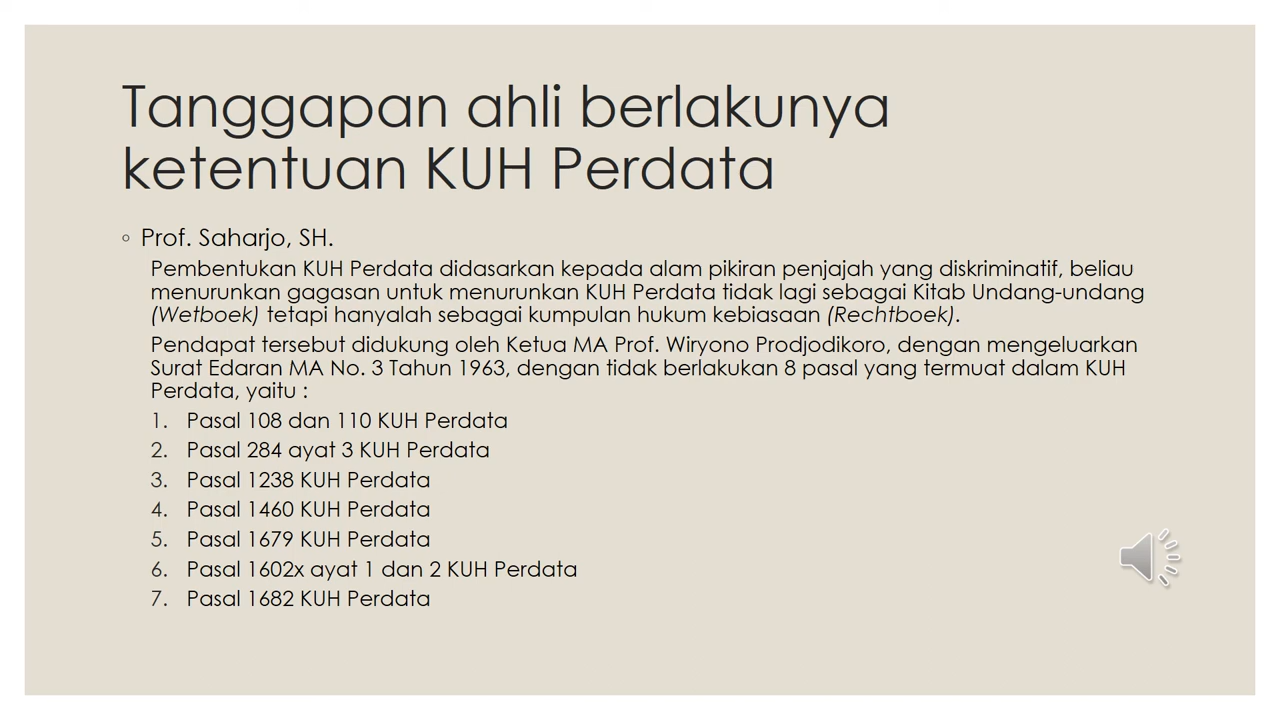 Tanggapan ahli berlakunya
ketentuan KUH Perdata
◦ Prof. Saharjo, SH.
Pembentukan KUH Perdata didasarkan kepada alam pikiran penjajah yang diskriminatif, beliau
menurunkan gagasan untuk menurunkan KUH Perdata tidak lagi sebagai Kitab Undang-undang
(Wetboek) tetapi hanyalah sebagai kumpulan hukum kebiasaan (Rechtboek).
Pendapat tersebut didukung oleh Ketua MA Prof. Wiryono Prodjodikoro, dengan mengeluarkan
Surat Edaran MA No. 3 Tahun 1963, dengan tidak berlakukan 8 pasal yang termuat dalam KUH
Perdata, yaitu :
1. Pasal 108 dan 110 KUH Perdata
2. Pasal 284 ayat 3 KUH Perdata
3. Pasal 1238 KUH Perdata
4. Pasal 1460 KUH Perdata
5. Pasal 1679 KUH Perdata
6. Pasal 1602x ayat 1 dan 2 KUH Perdata
7. Pasal 1682 KUH Perdata